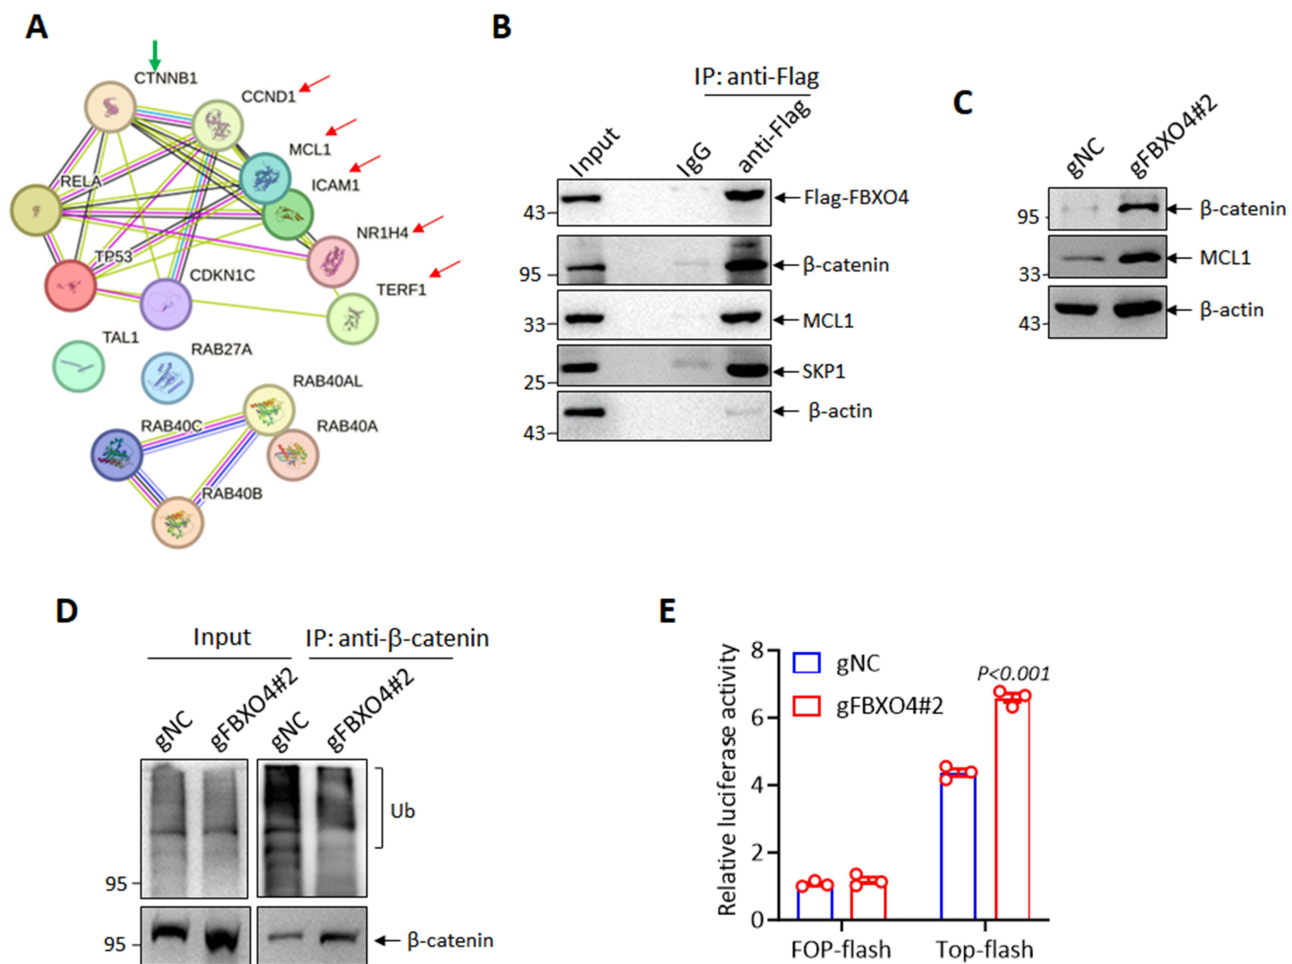 A
CTNNB1
CCND1
MCL1
ICAM1
RELA
NR1H4
TP53
CDKN1C
TERF1
TAL1
RAB27A
RAB40AL
RAB40C
RAB40A
RAB40B
B
IP: anti-Flag
Input
IgG
anti-Flag
43
Flag-FBXO4
95
β-catenin
33
MCL1
25
SKP1
43
β-actin
C
gNC
gFBXO4#2
95
β-catenin
33
MCL1
43
β-actin
D
Input
IP: anti-β-catenin
gNC
gFBXO4#2
gNC
gFBXO4#2
Ub
95
95
β-catenin
E
Relative luciferase activity
8
6
4
2
0
gNC
gFBXO4#2
P<0.001
FOP-flash
Top-flash